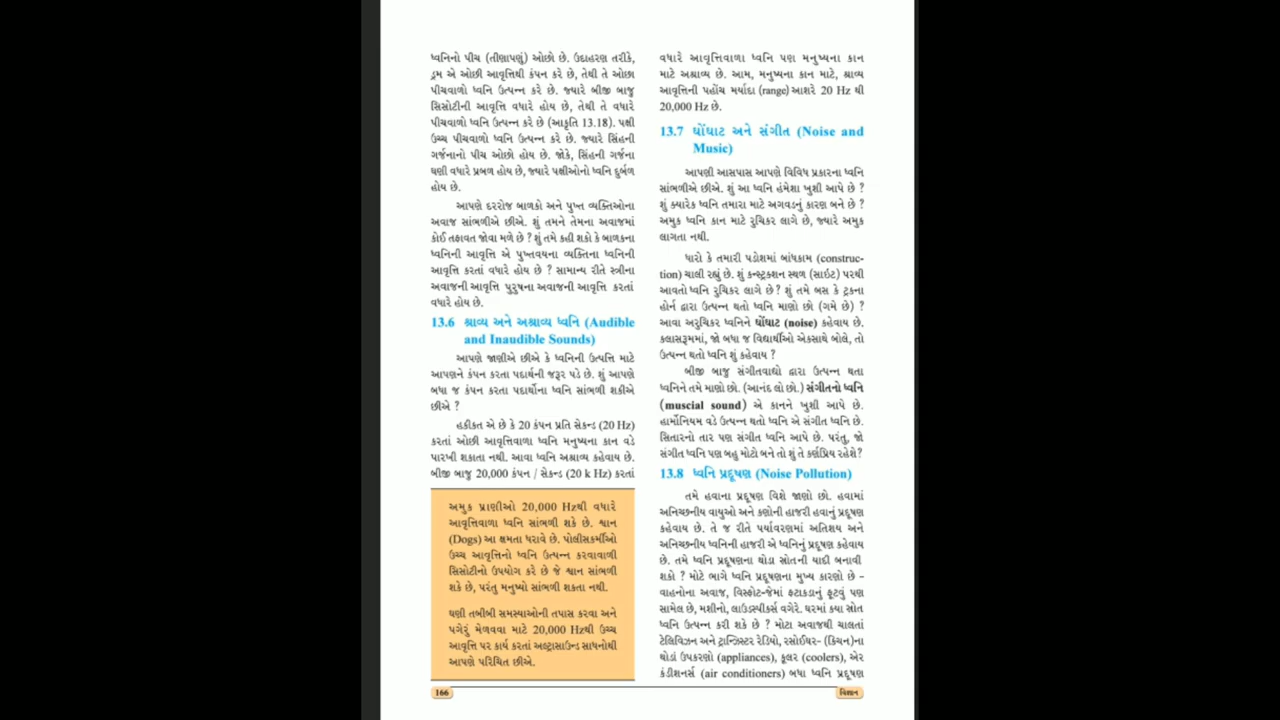 ધ્વનિનો પીચ (તીણાપણું) ઓછો છે. ઉદાહરણ તરીકે,
ડ્રમ એ ઓછી આવૃત્તિથી કંપન કરે છે, તેથી તે ઓછા
પીચવાળો ધ્વનિ ઉત્પન્ન કરે છે. જ્યારે બીજી બાજુ
સિસોટીની આવૃત્તિ વધારે હોય છે, તેથી તે વધારે
પીચવાળો ધ્વનિ ઉત્પન્ન કરે છે (આકૃતિ 13.18). પક્ષી
ઉચ્ચ પીચવાળો ધ્વનિ ઉત્પન્ન કરે છે. જ્યારે સિંહની
ગર્જનાનો પીચ ઓછો હોય છે. જોકે, સિંહની ગર્જના
ઘણી વધારે પ્રબળ હોય છે, જ્યારે પક્ષીઓનો ધ્વનિ દુર્બળ
હોય છે.
આપણે દરરોજ બાળકો અને પુખ્ત વ્યક્તિઓના
અવાજ સાંભળીએ છીએ. શું તમને તેમના અવાજમાં
કોઈ તફાવત જોવા મળે છે ? શું તમે કહી શકો કે બાળકના
ધ્વનિની આવૃત્તિ એ પુખ્તવયના વ્યક્તિના ધ્વનિની
આવૃત્તિ કરતાં વધારે હોય છે ? સામાન્ય રીતે સ્ત્રીના
અવાજની આવૃત્તિ પુરુષના અવાજની આવૃત્તિ કરતાં
વધારે હોય છે.
13.6 શ્રાવ્ય અને અશ્રાવ્ય ધ્વનિ (Audible
and Inaudible Sounds)
આપણે જાણીએ છીએ કે ધ્વનિની ઉત્પત્તિ માટે
આપણને કંપન કરતા પદાર્થની જરૂર પડે છે. શું આપણે
બધા જ કંપન કરતા પદાર્થોના ધ્વનિ સાંભળી શકીએ
છીએ ?
હકીકત એ છે કે 20 કંપન પ્રતિ સેકન્ડ (20 Hz)
કરતાં ઓછી આવૃત્તિવાળા ધ્વનિ મનુષ્યના કાન વડે
પારખી શકાતા નથી. આવા ધ્વનિ અશ્રાવ્ય કહેવાય છે.
બીજી બાજુ 20,000 કંપન / સેકન્ડ (20 k Hz) કરતાં
અમુક પ્રાણીઓ 20,000 Hzથી વધારે
આવૃત્તિવાળા ધ્વનિ સાંભળી શકે છે. શ્વાન
(Dogs) આ ક્ષમતા ધરાવે છે. પોલીસકર્મીઓ
ઉચ્ચ આવૃત્તિનો ધ્વનિ ઉત્પન્ન કરવાવાળી
સિસોટીનો ઉપયોગ કરે છે જે શ્વાન સાંભળી
શકે છે, પરંતુ મનુષ્યો સાંભળી શકતા નથી.
ઘણી તબીબી સમસ્યાઓની તપાસ કરવા અને
પગેરું મેળવવા માટે 20,000 Hzથી ઉચ્ચ
આવૃત્તિ પર કાર્ય કરતાં અલ્ટ્રાસાઉન્ડ સાધનોથી
આપણે પરિચિત છીએ.
166
વધારે આવૃત્તિવાળા ધ્વનિ પણ મનુષ્યના કાન
માટે અશ્રાવ્ય છે. આમ, મનુષ્યના કાન માટે, શ્રાવ્ય
આવૃત્તિની પહોંચ મર્યાદા (range) આશરે 20 Hz થી
20,000 Hz છે.
13.7 ઘોંઘાટ અને સંગીત (Noise and
Music)
આપણી આસપાસ આપણે વિવિધ પ્રકારના ધ્વનિ
સાંભળીએ છીએ. શું આ ધ્વનિ હંમેશા ખુશી આપે છે ?
શું ક્યારેક ધ્વનિ તમારા માટે અગવડનું કારણ બને છે ?
અમુક ધ્વનિ કાન માટે રુચિકર લાગે છે, જ્યારે અમુક
લાગતા નથી.
ધારો કે તમારી પડોશમાં બાંધકામ (construc-
tion) ચાલી રહ્યું છે. શું કન્સ્ટ્રક્શન સ્થળ (સાઇટ) પરથી
આવતો ધ્વનિ રુચિકર લાગે છે ? શું તમે બસ કે ટ્રકના
હોર્ન દ્વારા ઉત્પન્ન થતો ધ્વનિ માણો છો (ગમે છે) ?
આવા અરુચિકર ધ્વનિને ઘોંઘાટ (noise) કહેવાય છે.
ક્લાસરૂમમાં, જો બધા જ વિદ્યાર્થીઓ એકસાથે બોલે, તો
ઉત્પન્ન થતો ધ્વનિ શું કહેવાય ?
બીજી બાજુ સંગીતવાદ્યો દ્વારા ઉત્પન્ન થતા
ધ્વનિને તમે માણો છો. (આનંદ લો છો.) સંગીતનો ધ્વનિ
(muscial sound) એ કાનને ખુશી આપે છે.
હાર્મોનિયમ વડે ઉત્પન્ન થતો ધ્વનિ એ સંગીત ધ્વનિ છે.
સિતારનો તાર પણ સંગીત ધ્વનિ આપે છે. પરંતુ, જો
સંગીત ધ્વનિ પણ બહુ મોટો બને તો શું તે કર્ણપ્રિય રહેશે?
13.8 ધ્વનિ પ્રદૂષણ (Noise Pollution)
તમે હવાના પ્રદૂષણ વિશે જાણો છો. હવામાં
અનિચ્છનીય વાયુઓ અને કણોની હાજરી હવાનું પ્રદૂષણ
કહેવાય છે. તે જ રીતે પર્યાવરણમાં અતિશય અને
અનિચ્છનીય ધ્વનિની હાજરી એ ધ્વનિનું પ્રદૂષણ કહેવાય
છે. તમે ધ્વનિ પ્રદૂષણના થોડા સ્રોતની યાદી બનાવી
શકો ? મોટે ભાગે ધ્વનિ પ્રદૂષણના મુખ્ય કારણો છે -
વાહનોના અવાજ, વિસ્ફોટ-જેમાં ફટાકડાનું ફૂટવું પણ
સામેલ છે, મશીનો, લાઉડસ્પીકર્સ વગેરે. ઘરમાં કયા સ્રોત
ધ્વનિ ઉત્પન્ન કરી શકે છે ? મોટા અવાજથી ચાલતાં
ટેલિવિઝન અને ટ્રાન્ઝિસ્ટર રેડિયો, રસોઈઘર- (કિચન)ના
થોડાં ઉપકરણો (appliances), કૂલર (coolers), એર
કંડીશનર્સ (air conditioners) બધા ધ્વનિ પ્રદૂષણ
વિજ્ઞાન